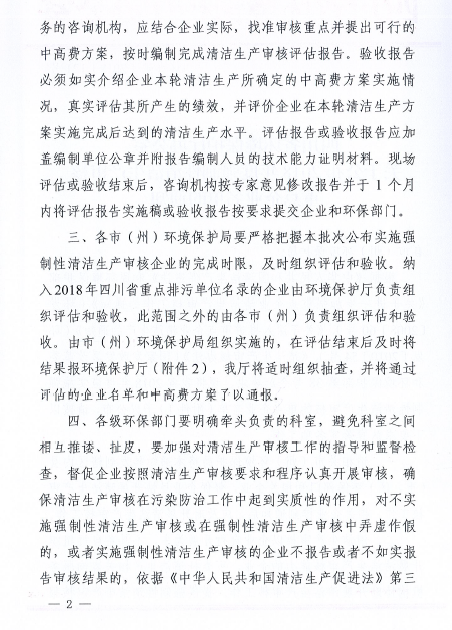 务的咨询机构，应结合企业实际，找准审核重点并提出可行的
中高费方案，按时编制完成清洁生产审核评估报告。验收报告
必须如实介绍企业本轮清洁生产所确定的中高费方案实施情
况，真实评估其所产生的绩效，并评价企业在本轮清洁生产方
案实施完成后达到的清洁生产水平。评估报告或验收报告应加
盖编制单位公章并附报告编制人员的技术能力证明材料。现场
评估或验收结束后，咨询机构按专家意见修改报告并于 1 个月
内将评估报告实施稿或验收报告按要求提交企业和环保部门。
三、各市（州）环境保护局要严格把握本批次公布实施强
制性清洁生产审核企业的完成时限，及时组织评估和验收。纳
入2018年四川省重点排污单位名录的企业由环境保护厅负责组
织评估和验收，此范围之外的由各市（州）负责组织评估和验
收。由市（州）环境保护局组织实施的，在评估结束后及时将
结果报环境保护厅（附件2），我厅将适时组织抽查，并将通过
评估的企业名单和中高费方案予以通报。
四、各级环保部门要明确牵头负责的科室，避免科室之间
相互推诿、扯皮，要加强对清洁生产审核工作的指导和监督检
查，督促企业按照清洁生产审核要求和程序认真开展审核，确
保清洁生产审核在污染防治工作中起到实质性的作用，对不实
施强制性清洁生产审核或在强制性清洁生产审核中弄虚作假
的，或者实施强制性清洁生产审核的企业不报告或者不如实报
告审核结果的，依据《中华人民共和国清洁生产促进法》第三
— 2 —